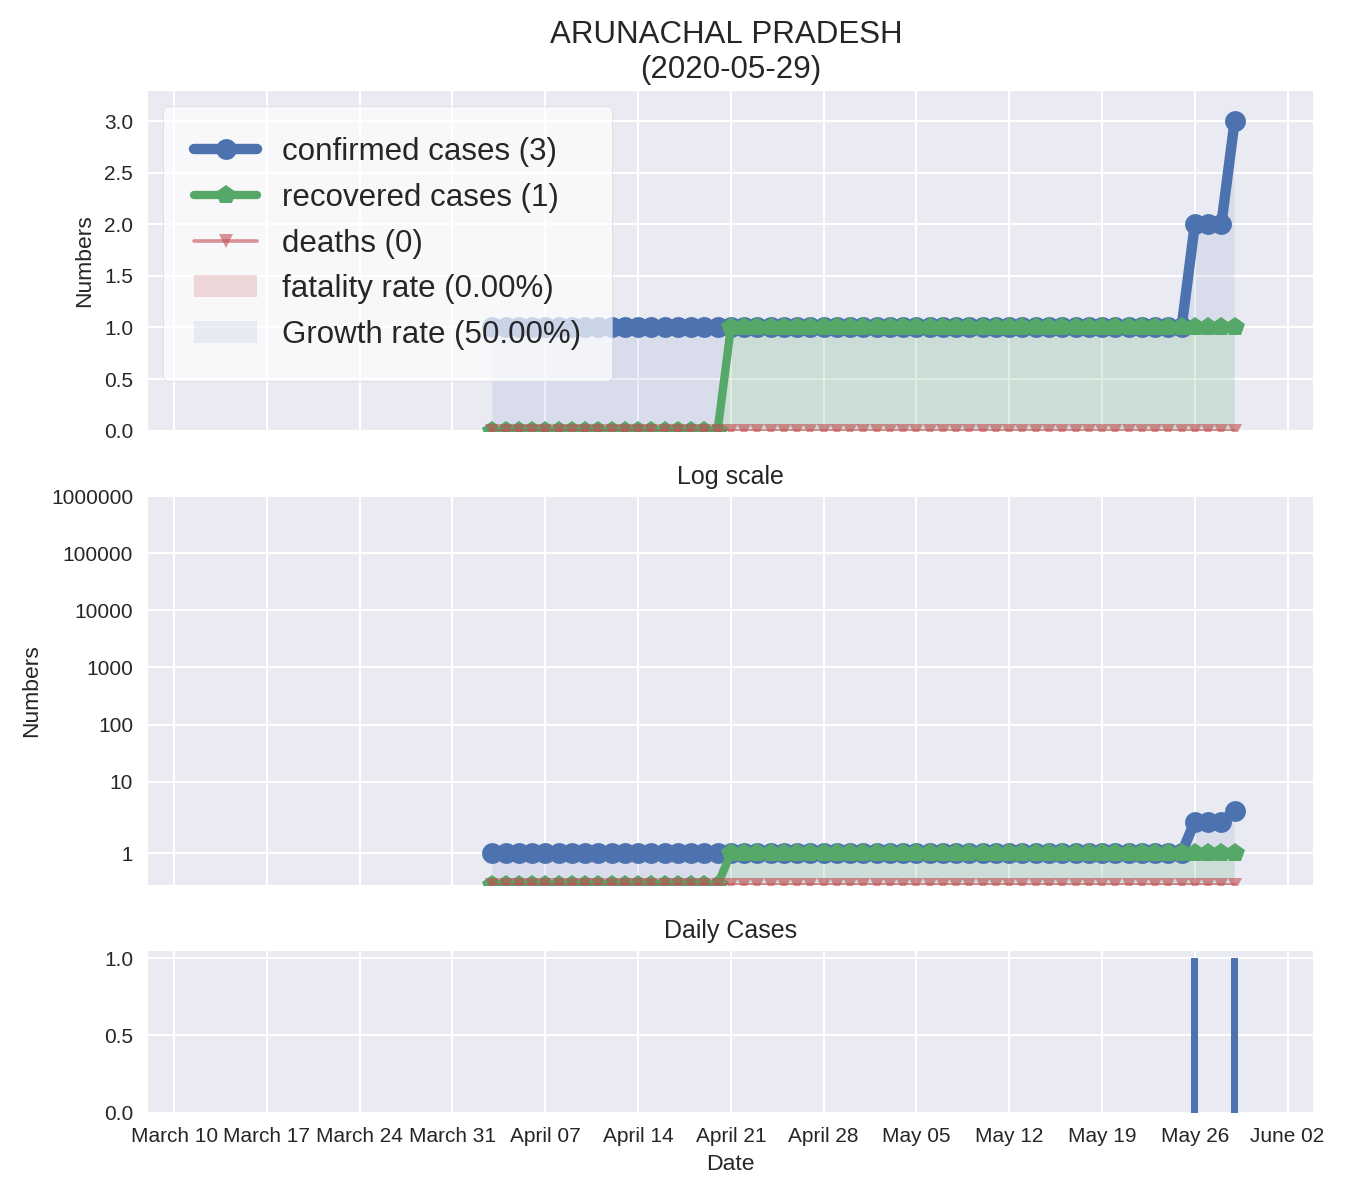 ARUNACHAL PRADESH
(2020-05-29)
3.0
2.5
2.0
1.5
1.0
0.5
0.0
Numbers
confirmed cases (3)
recovered cases (1)
deaths (0)
fatality rate (0.00%)
Growth rate (50.00%)
Log scale
1000000
100000
10000
1000
100
10
1
Numbers
Daily Cases
1.0
0.5
0.0
March 10 March 17 March 24 March 31 April 07 April 14 April 21 April 28 May 05 May 12 May 19 May 26 June 02
Date